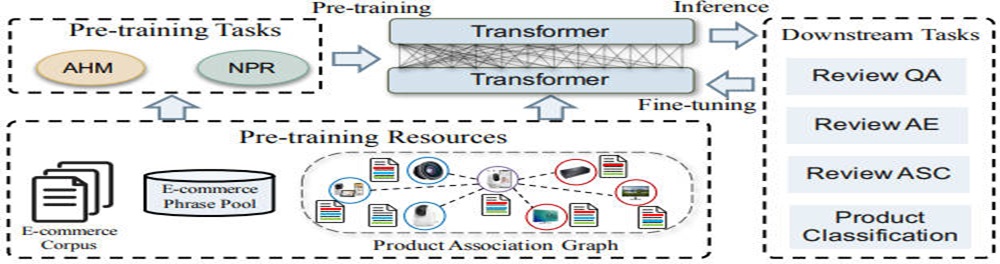 Pre-training
Inference
Pre-training Tasks
AHM
NPR
Transformer
Transformer
Fine-tuning
Downstream Tasks
Review QA
Review AE
Review ASC
Product
Classification
Pre-training Resources
E-commerce
Corpus
E-commerce
Phrase Pool
Product Association Graph